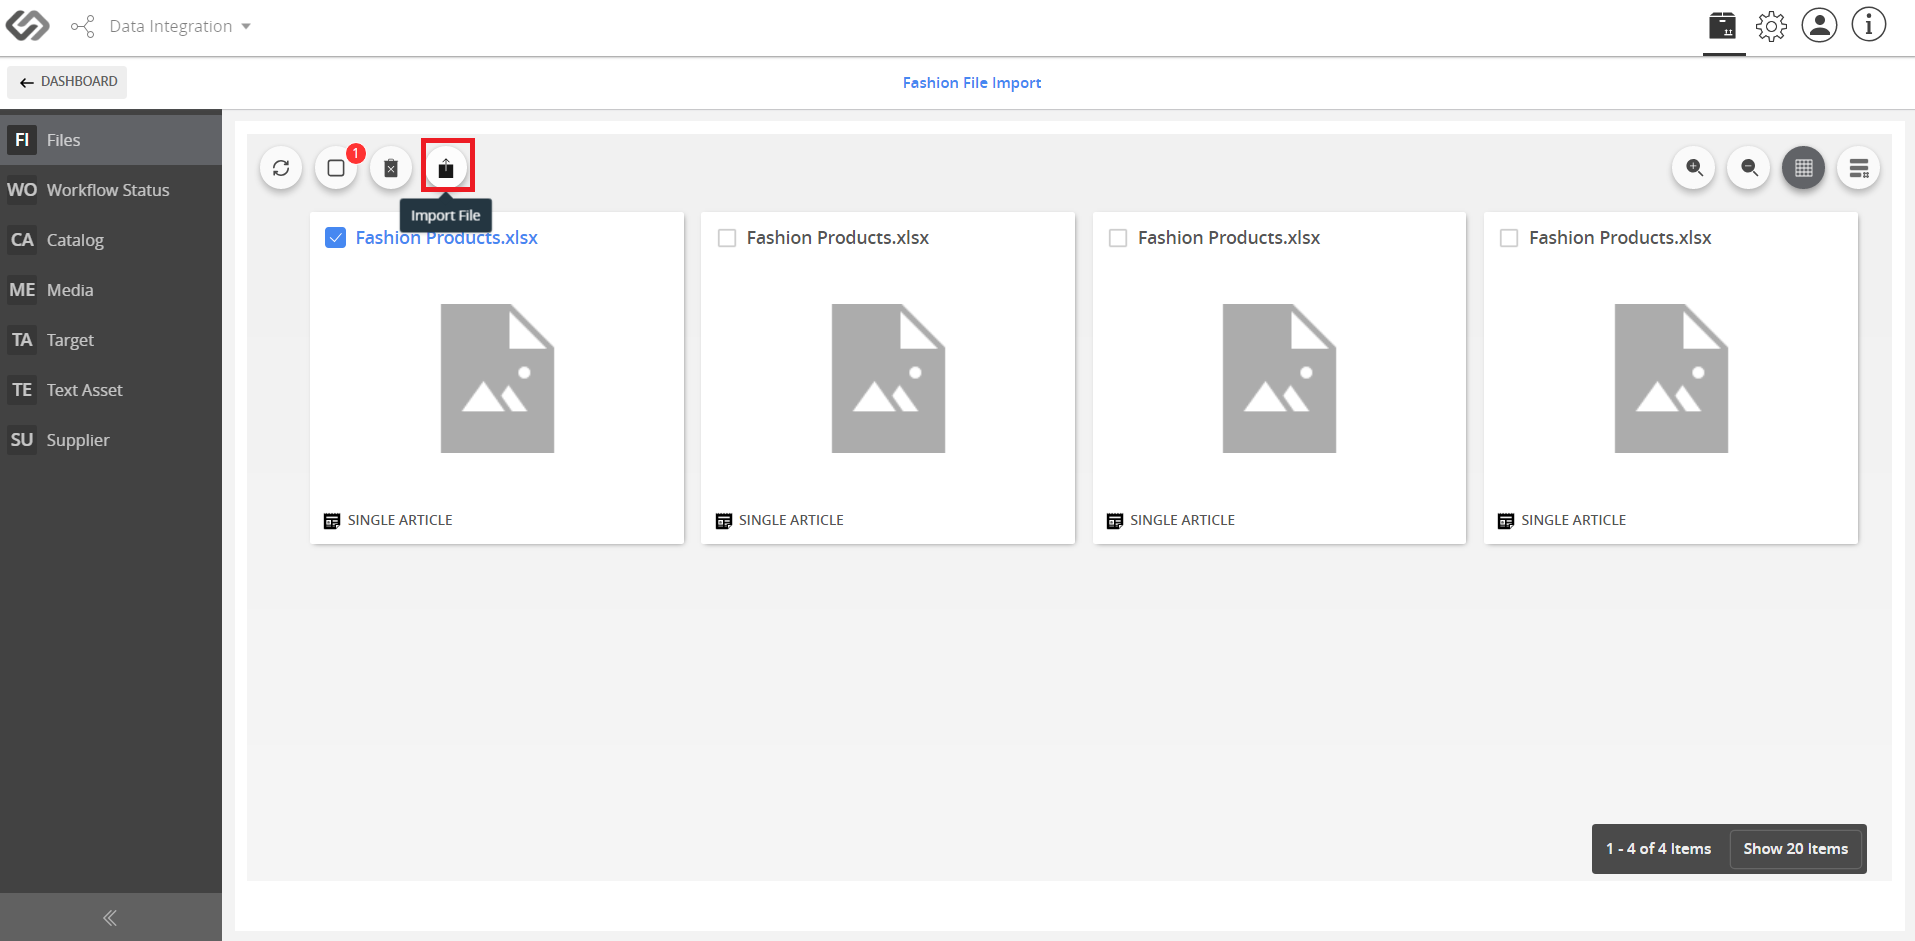 Data Integration
DASHBOARD
Fashion File Import
FI Files
WO Workflow Status
CA Catalog
ME Media
TA Target
TE Text Asset
SU Supplier
1
Import File
Fashion Products.xlsx
Fashion Products.xlsx
Fashion Products.xlsx
Fashion Products.xlsx
SINGLE ARTICLE
SINGLE ARTICLE
SINGLE ARTICLE
SINGLE ARTICLE
1 - 4 of 4 Items
Show 20 Items